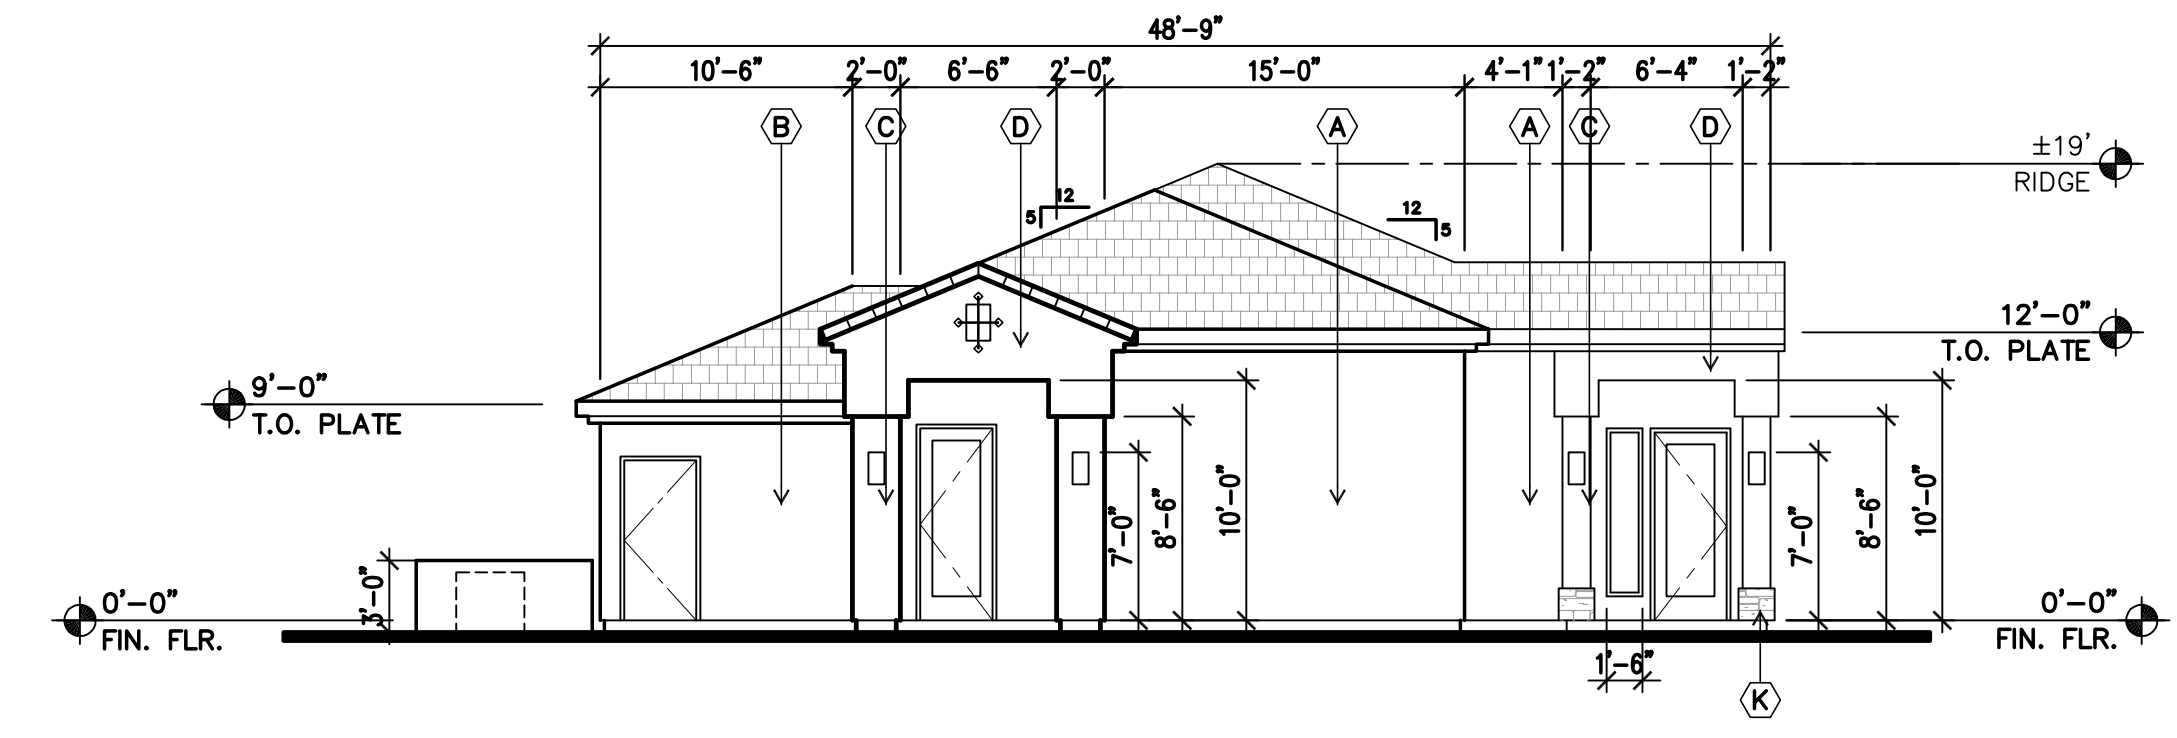 48'-9"
10'-6" 2'-0" 6'-6" 2'-0" 15'-0" 4'-1" 1'-2" 6'-4" 1'-2"
B C D A A C D
±19'
RIDGE
12
5
12
5
12'-0"
T.O. PLATE
9'-0"
T.O. PLATE
10'-0"
8'-6"
7'-0"
10'-0"
8'-6"
7'-0"
3'-0"
0'-0"
FIN. FLR.
0'-0"
FIN. FLR.
1'-6"
K